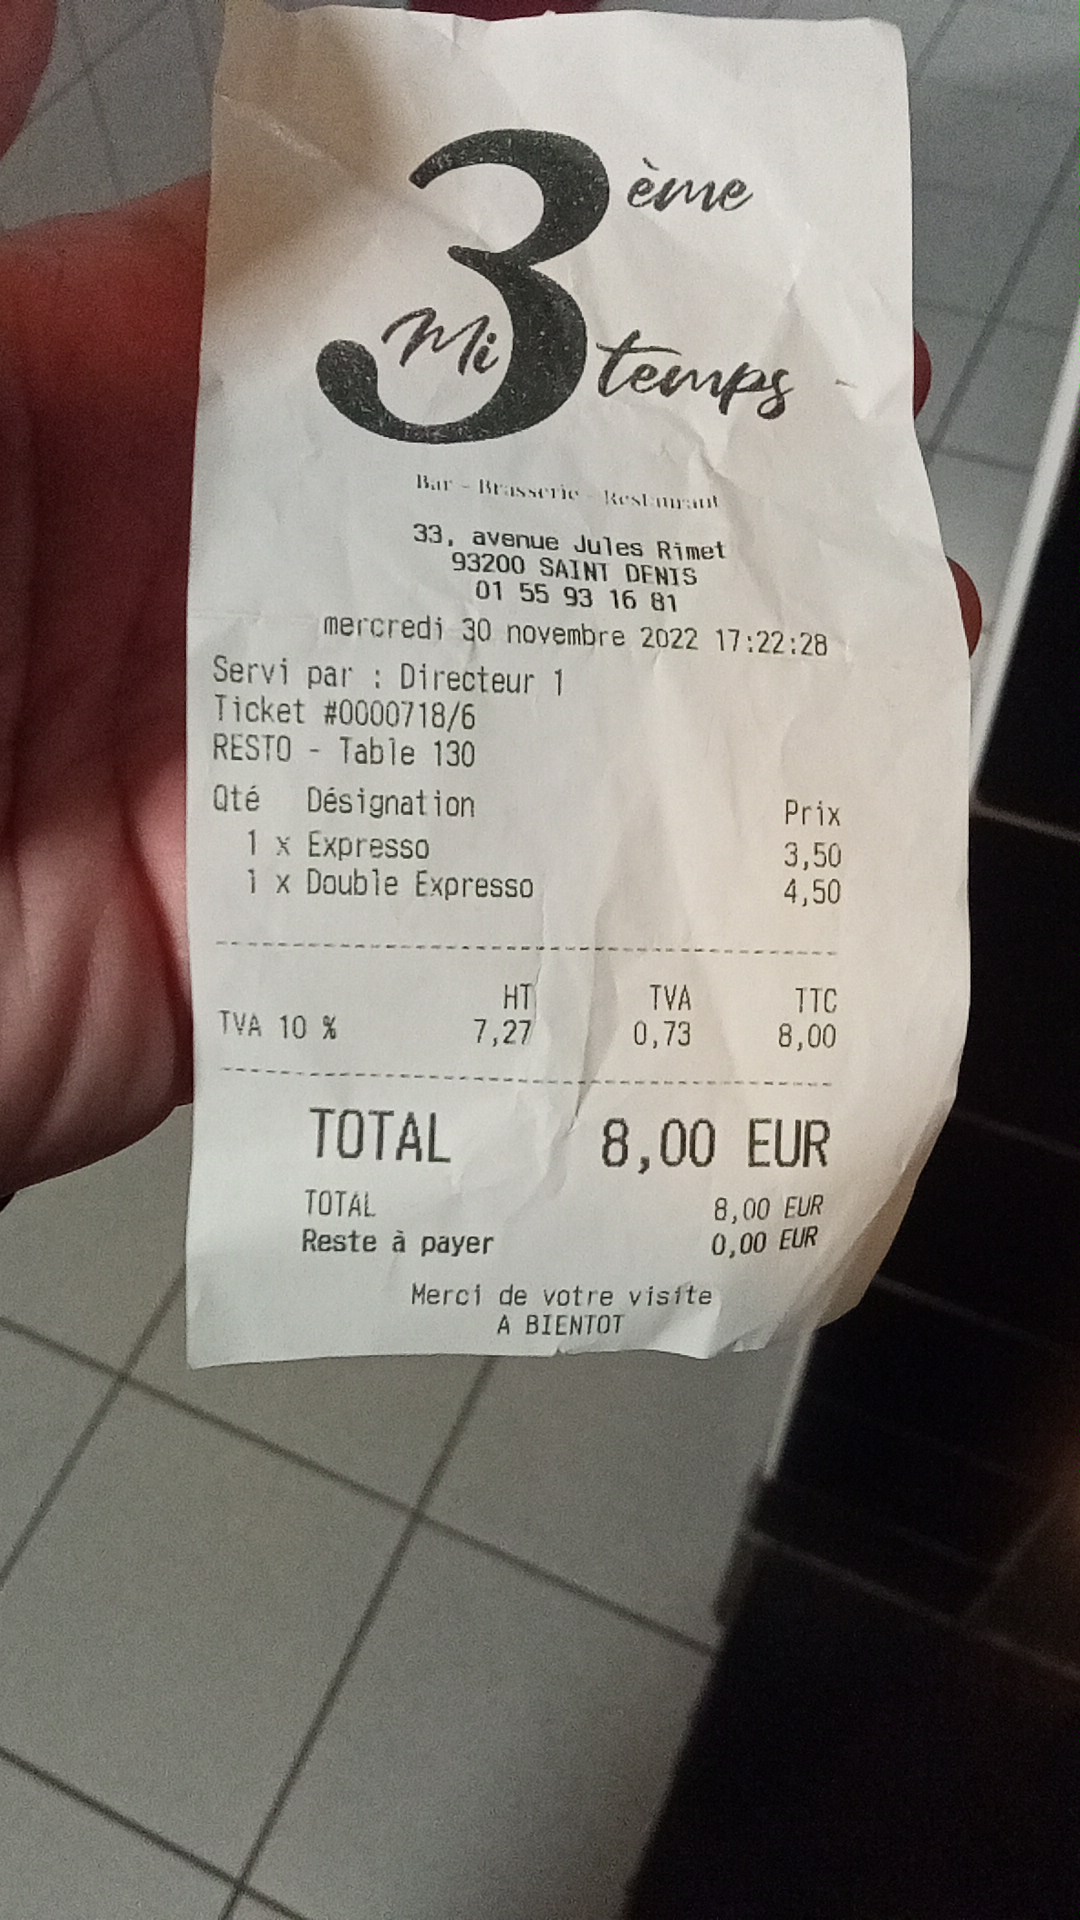 3ème
Mi temps
Bar - Brasserie - Restaurant
33, avenue Jules Rimet
93200 SAINT DENIS
01 55 93 16 81
mercredi 30 novembre 2022 17:22:28
Servi par : Directeur 1
Ticket #0000718/6
RESTO - Table 130
Qté Désignation Prix
1 x Expresso 3,50
1 x Double Expresso 4,50
HT TVA TTC
TVA 10 % 7,27 0,73 8,00
TOTAL 8,00 EUR
TOTAL 8,00 EUR
Reste à payer 0,00 EUR
Merci de votre visite
A BIENTOT